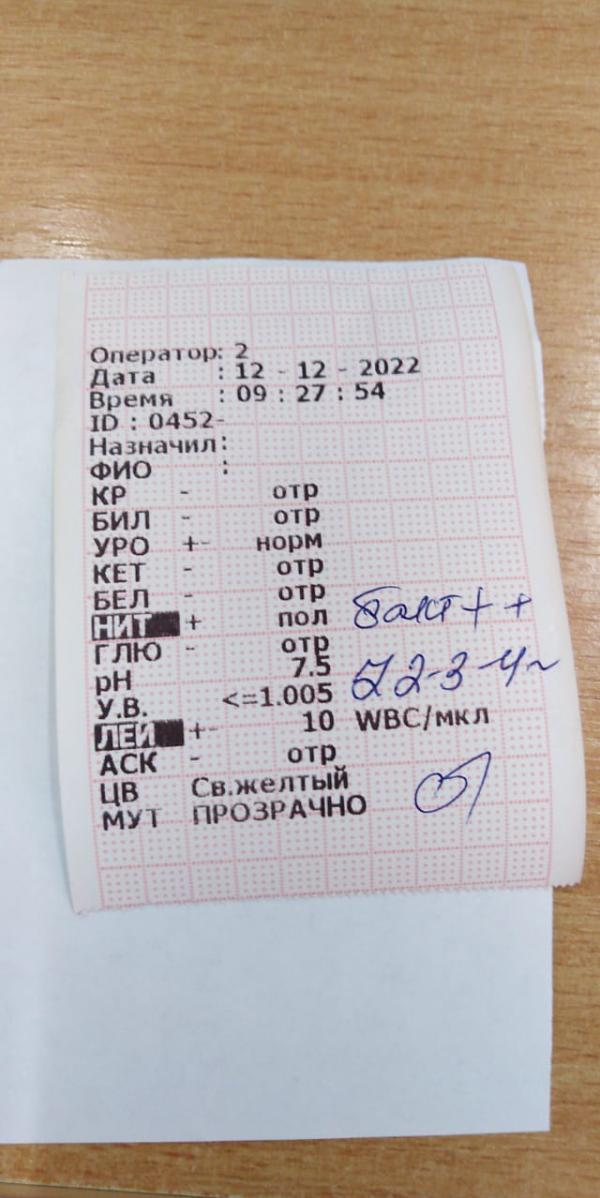 Оператор: 2
Дата : 12 - 12 - 2022
Время : 09 : 27 : 54
ID : 0452-
Назначил:
ФИО :
КР - отр
БИЛ - отр
УРО +- норм
КЕТ - отр
БЕЛ - отр
НИТ + пол бакт + +
ГЛЮ - отр
pH 7.5
У.В. <=1.005 2-3-4
ЛЕЙ +- 10 WBC/мкл
АСК - отр
ЦВ Св.желтый
МУТ ПРОЗРАЧНО